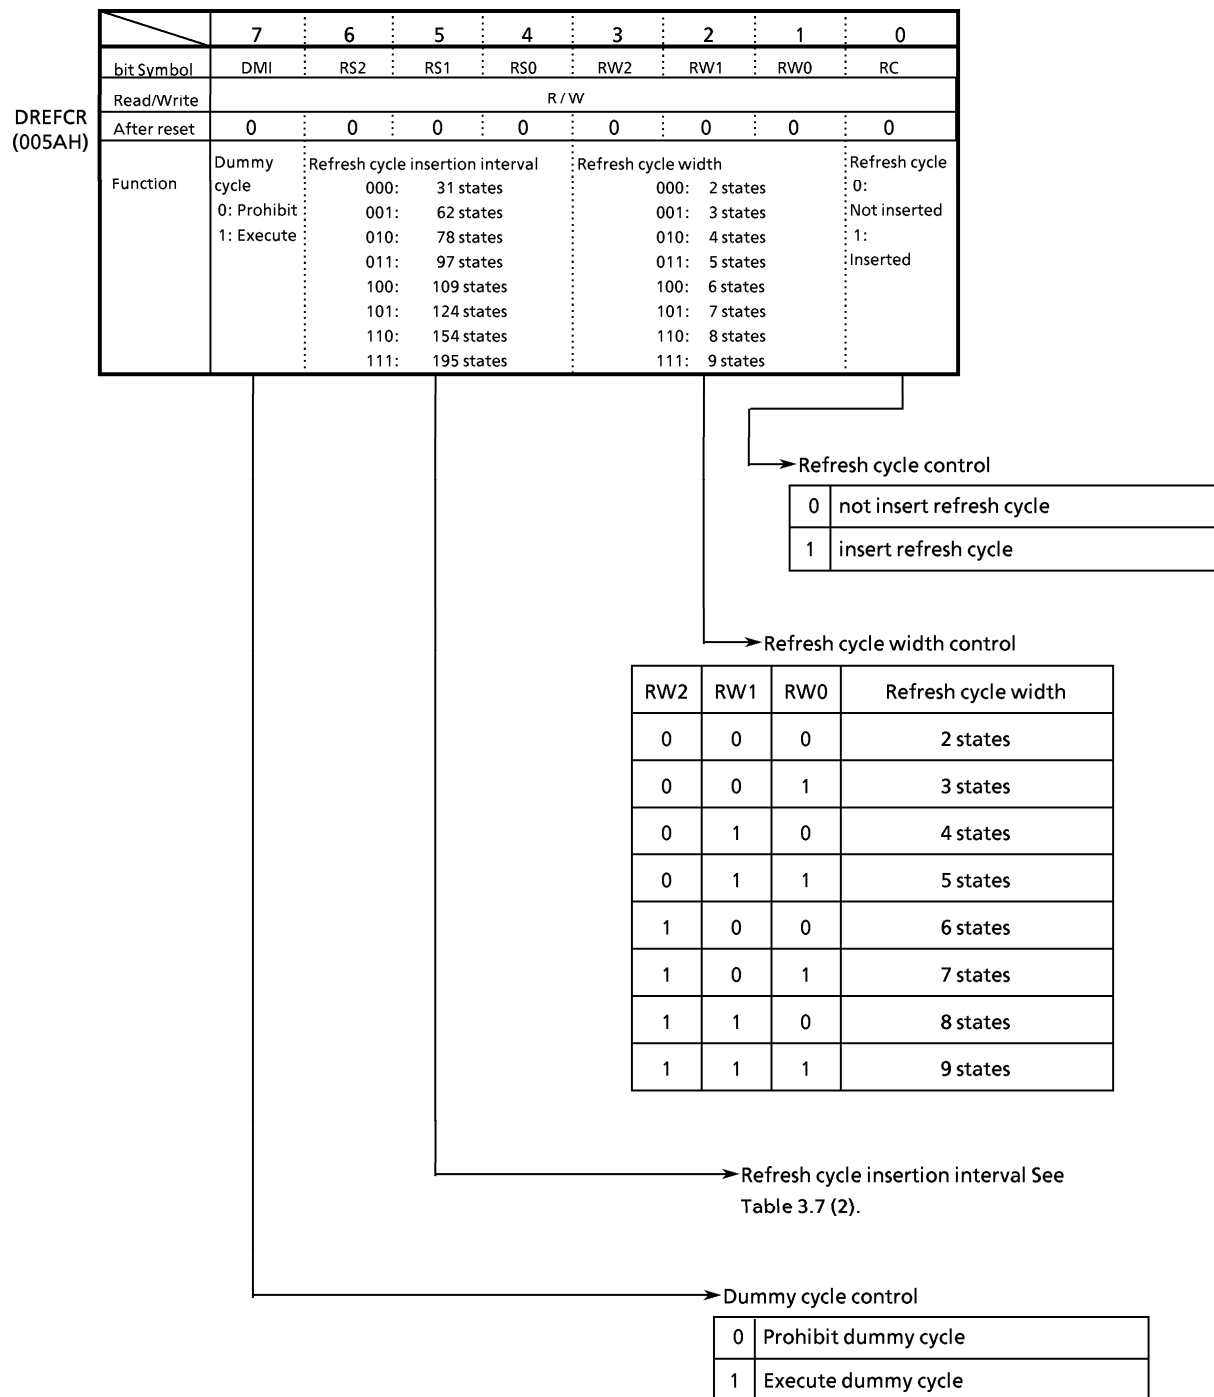 7 6 5 4 3 2 1 0
bit Symbol DMI RS2 RS1 RS0 RW2 RW1 RW0 RC
Read/Write R / W
DREFCR
(005AH)
After reset 0 0 0 0 0 0 0 0
Function
Dummy
cycle
0: Prohibit
1: Execute
Refresh cycle insertion interval
000: 31 states
001: 62 states
010: 78 states
011: 97 states
100: 109 states
101: 124 states
110: 154 states
111: 195 states
Refresh cycle width
000: 2 states
001: 3 states
010: 4 states
011: 5 states
100: 6 states
101: 7 states
110: 8 states
111: 9 states
Refresh cycle
0:
Not inserted
1:
Inserted
Refresh cycle control
0 not insert refresh cycle
1 insert refresh cycle
Refresh cycle width control
RW2 RW1 RW0 Refresh cycle width
0 0 0 2 states
0 0 1 3 states
0 1 0 4 states
0 1 1 5 states
1 0 0 6 states
1 0 1 7 states
1 1 0 8 states
1 1 1 9 states
Refresh cycle insertion interval See
Table 3.7 (2).
Dummy cycle control
0 Prohibit dummy cycle
1 Execute dummy cycle